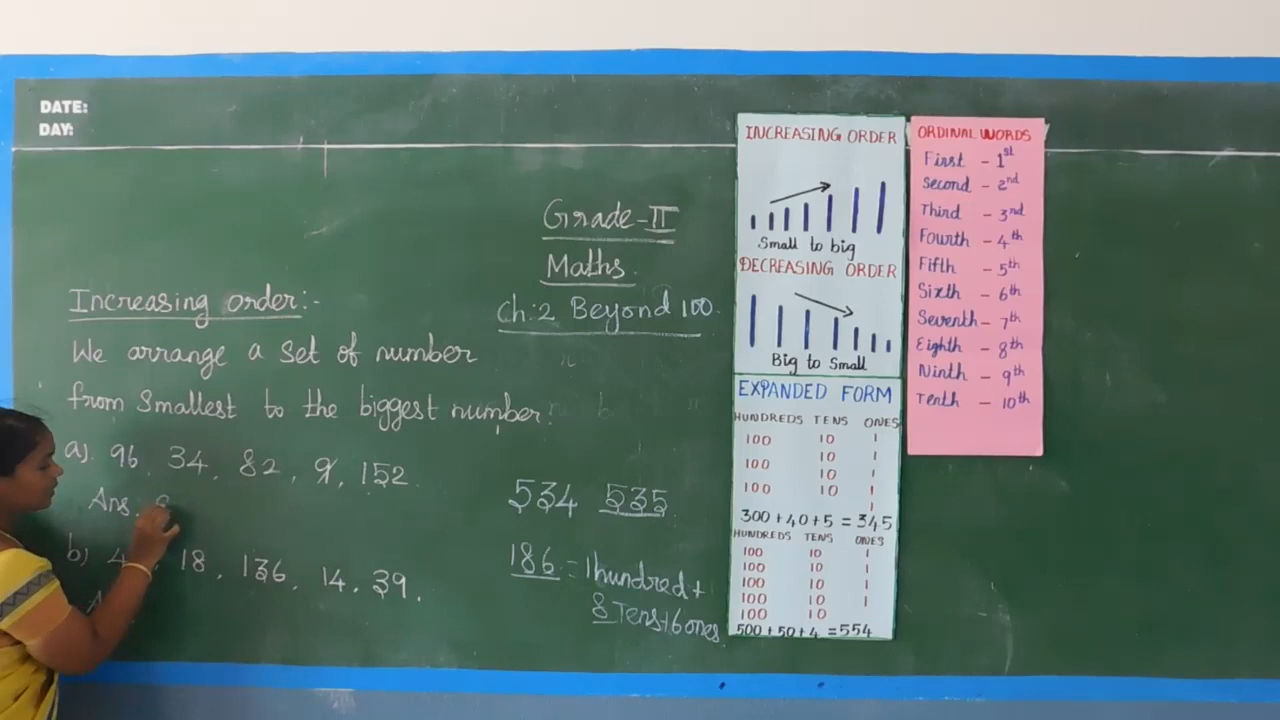 DATE:
DAY:
Grade-II
Maths.
Ch:2 Beyond 100.
Increasing order:-
We arrange a set of number
from smallest to the biggest number.
a). 96, 34, 82, 9, 152
Ans.
b) 4 , 18, 136, 14, 39.
534 535
186 = 1hundred+
8 Tens+6ones
INCREASING ORDER
Small to big
DECREASING ORDER
Big to Small
EXPANDED FORM
HUNDREDS TENS ONES
100 10 1
10 1
100 10 1
100 10 1
1
300+40+5 = 345
HUNDREDS TENS ONES
100 10 1
100 10 1
100 10 1
100 10 1
100 10
500+50+4 =554
ORDINAL WORDS
First - 1st
Second - 2nd
Third - 3rd
Fourth - 4th
Fifth - 5th
Sixth - 6th
Seventh - 7th
Eighth - 8th
Ninth - 9th
Tenth - 10th